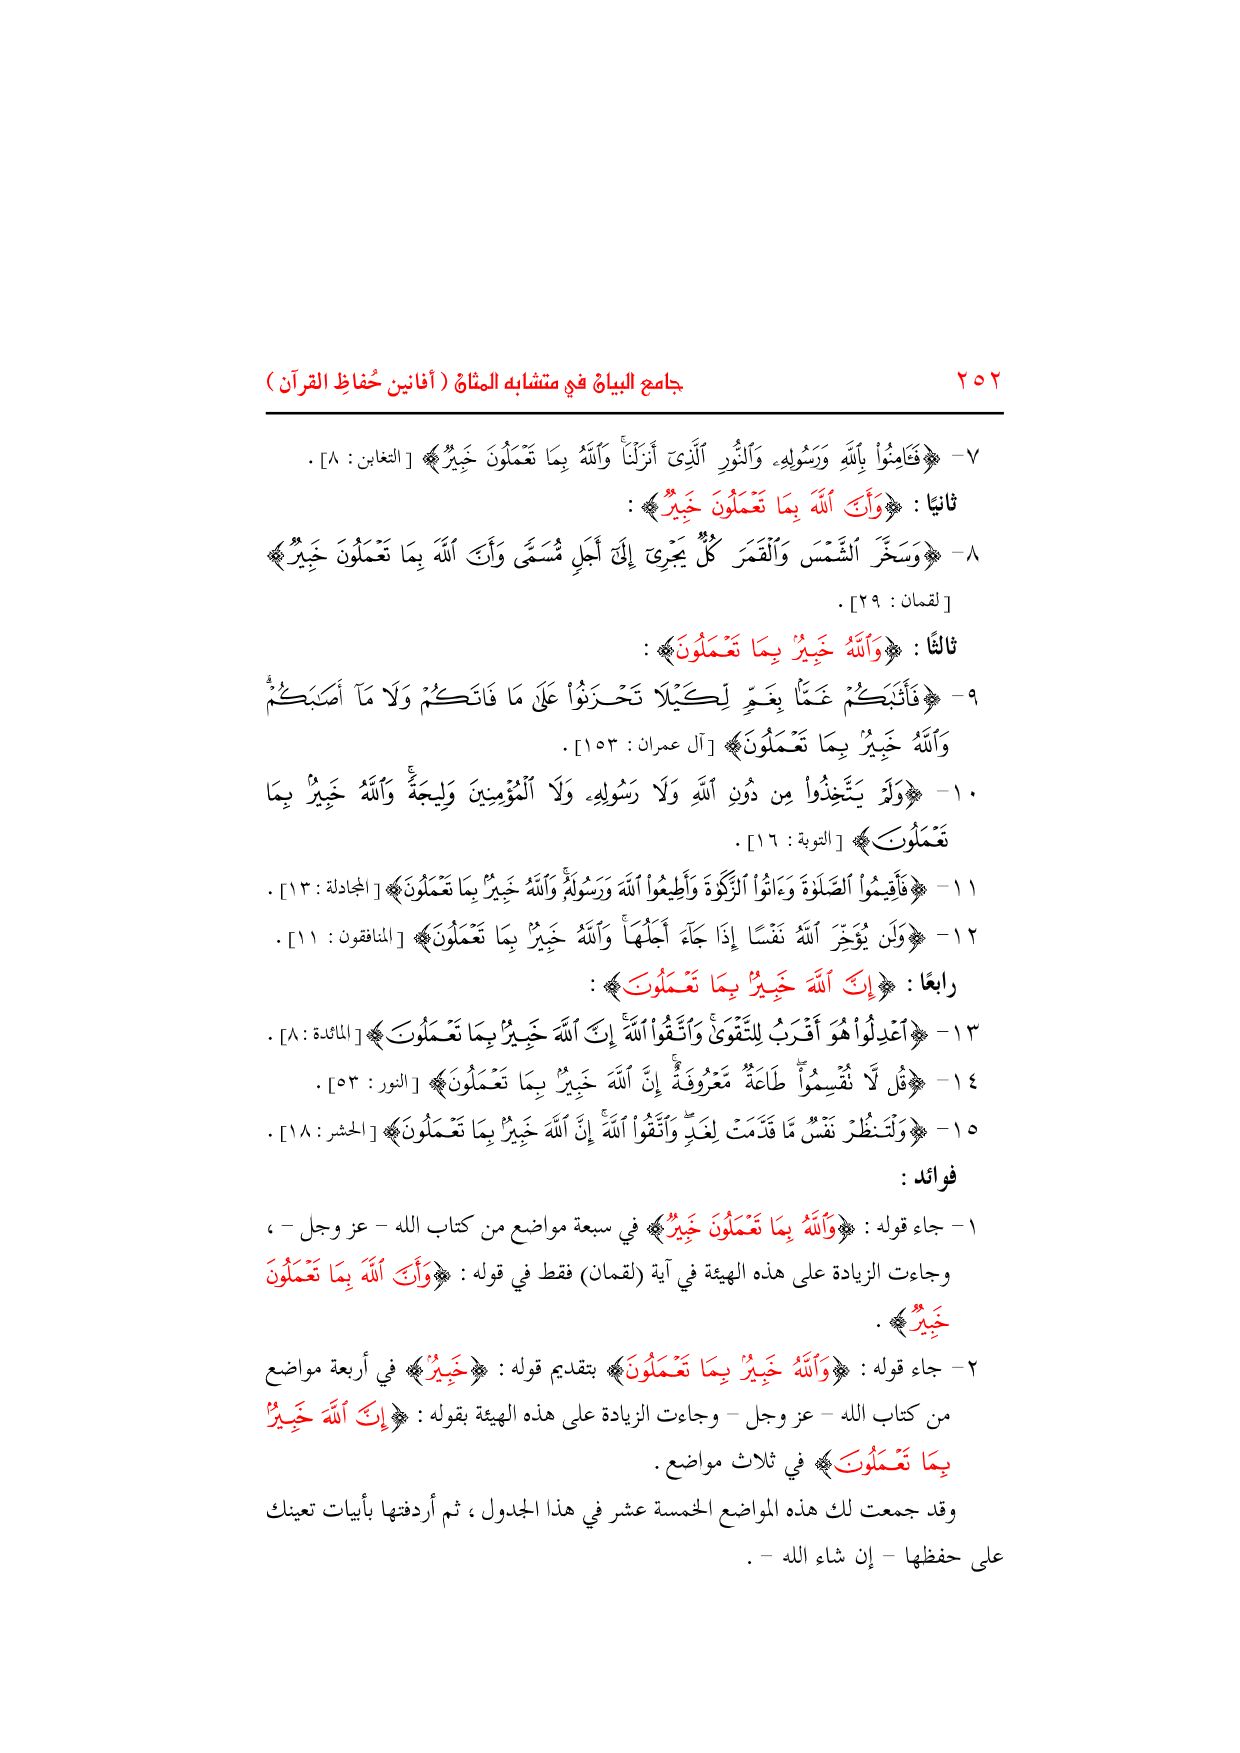 ٢٥٢ جامع البيان في متشابه المثان ( أفانين حُفاظِ القرآن )
٧- ﴿فَـَٔامِنُوا۟ بِٱللَّهِ وَرَسُولِهِۦ وَٱلنُّورِ ٱلَّذِىٓ أَنزَلْنَاۚ وَٱللَّهُ بِمَا تَعْمَلُونَ خَبِيرٌ﴾ [ التغابن : ٨] .
ثانيًا : ﴿وَأَنَّ ٱللَّهَ بِمَا تَعْمَلُونَ خَبِيرٌ﴾ :
٨- ﴿وَسَخَّرَ ٱلشَّمْسَ وَٱلْقَمَرَ كُلٌّ يَجْرِىٓ إِلَىٰٓ أَجَلٍ مُّسَمًّى وَأَنَّ ٱللَّهَ بِمَا تَعْمَلُونَ خَبِيرٌ﴾
[ لقمان : ٢٩] .
ثالثًا : ﴿وَٱللَّهُ خَبِيرٌۢ بِمَا تَعْمَلُونَ﴾ :
٩- ﴿فَأَثَٰبَكُمْ غَمًّۢا بِغَمٍّ لِّكَيْلَا تَحْزَنُوا۟ عَلَىٰ مَا فَاتَكُمْ وَلَا مَآ أَصَٰبَكُمْۗ
وَٱللَّهُ خَبِيرٌۢ بِمَا تَعْمَلُونَ﴾ [آل عمران : ١٥٣] .
١٠- ﴿وَلَمْ يَتَّخِذُوا۟ مِن دُونِ ٱللَّهِ وَلَا رَسُولِهِۦ وَلَا ٱلْمُؤْمِنِينَ وَلِيجَةًۚ وَٱللَّهُ خَبِيرٌۢ بِمَا
تَعْمَلُونَ﴾ [ التوبة : ١٦] .
١١- ﴿فَأَقِيمُوا۟ ٱلصَّلَوٰةَ وَءَاتُوا۟ ٱلزَّكَوٰةَ وَأَطِيعُوا۟ ٱللَّهَ وَرَسُولَهُۥۚ وَٱللَّهُ خَبِيرٌۢ بِمَا تَعْمَلُونَ﴾ [ المجادلة : ١٣] .
١٢- ﴿وَلَن يُؤَخِّرَ ٱللَّهُ نَفْسًا إِذَا جَآءَ أَجَلُهَاۚ وَٱللَّهُ خَبِيرٌۢ بِمَا تَعْمَلُونَ﴾ [ المنافقون : ١١] .
رابعًا : ﴿إِنَّ ٱللَّهَ خَبِيرٌۢ بِمَا تَعْمَلُونَ﴾ :
١٣- ﴿ٱعْدِلُوا۟ هُوَ أَقْرَبُ لِلتَّقْوَىٰۖ وَٱتَّقُوا۟ ٱللَّهَۚ إِنَّ ٱللَّهَ خَبِيرٌۢ بِمَا تَعْمَلُونَ﴾ [ المائدة : ٨] .
١٤- ﴿قُل لَّا تُقْسِمُوا۟ۖ طَاعَةٌ مَّعْرُوفَةٌۚ إِنَّ ٱللَّهَ خَبِيرٌۢ بِمَا تَعْمَلُونَ﴾ [ النور : ٥٣] .
١٥- ﴿وَلْتَنظُرْ نَفْسٌ مَّا قَدَّمَتْ لِغَدٍۖ وَٱتَّقُوا۟ ٱللَّهَۚ إِنَّ ٱللَّهَ خَبِيرٌۢ بِمَا تَعْمَلُونَ﴾ [ الحشر : ١٨] .
فوائد :
١- جاء قوله : ﴿وَٱللَّهُ بِمَا تَعْمَلُونَ خَبِيرٌ﴾ في سبعة مواضع من كتاب الله - عز وجل - ،
وجاءت الزيادة على هذه الهيئة في آية (لقمان) فقط في قوله : ﴿وَأَنَّ ٱللَّهَ بِمَا تَعْمَلُونَ
خَبِيرٌ﴾ .
٢- جاء قوله : ﴿وَٱللَّهُ خَبِيرٌۢ بِمَا تَعْمَلُونَ﴾ بتقديم قوله : ﴿خَبِيرٌۢ﴾ في أربعة مواضع
من كتاب الله - عز وجل - وجاءت الزيادة على هذه الهيئة بقوله : ﴿إِنَّ ٱللَّهَ خَبِيرٌۢ
بِمَا تَعْمَلُونَ﴾ في ثلاث مواضع .
وقد جمعت لك هذه المواضع الخمسة عشر في هذا الجدول ، ثم أردفتها بأبيات تعينك
على حفظها - إن شاء الله - .